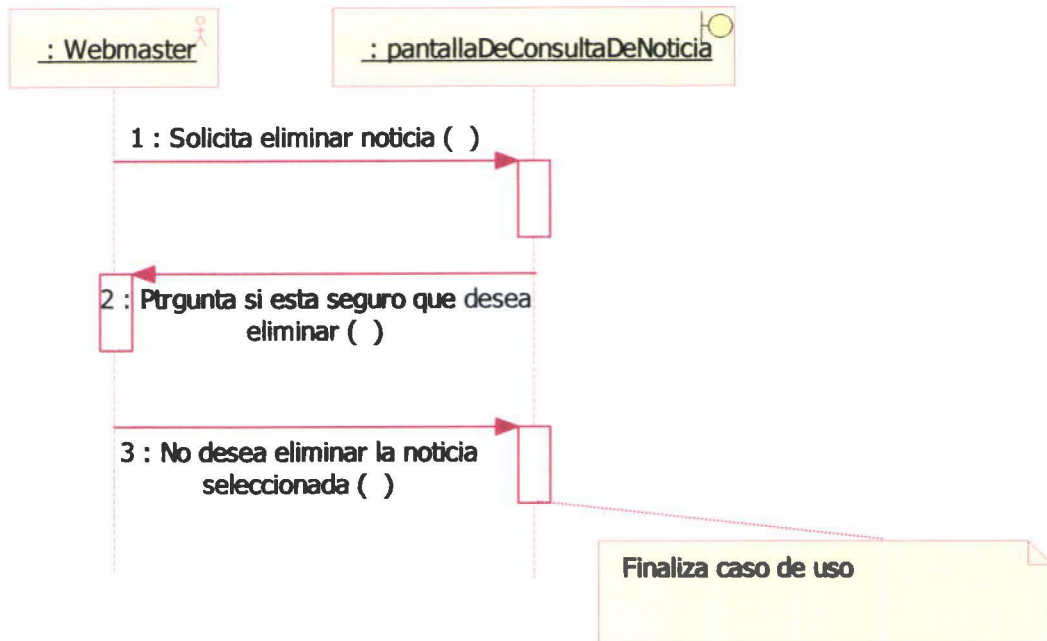 : Webmaster
: pantallaDeConsultaDeNoticia
1 : Solicita eliminar noticia ( )
2 : Ptrgunta si esta seguro que desea
eliminar ( )
3 : No desea eliminar la noticia
seleccionada ( )
Finaliza caso de uso